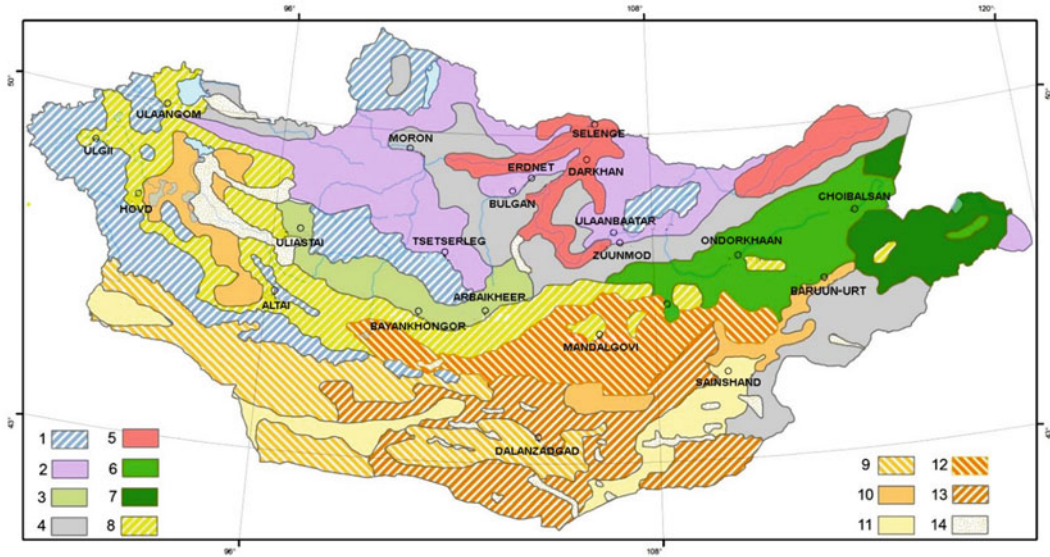 96°
108°
120°
50°
50°
ULAANGOM
ULGII
HOVD
MORON
SELENGE
ERDNET
DARKHAN
BULGAN
ULAANBAATAR
ZUUNMOD
CHOIBALSAN
ONDORKHAAN
TSETSERLEG
ULIASTAI
ALTAI
ARBAIKHEER
BAYANKHONGOR
BARUUN-URT
MANDALGOVI
SAINSHAND
DALANZADGAD
43°
43°
1 5
2 6
3 7
4 8
9 12
10 13
11 14
96°
108°